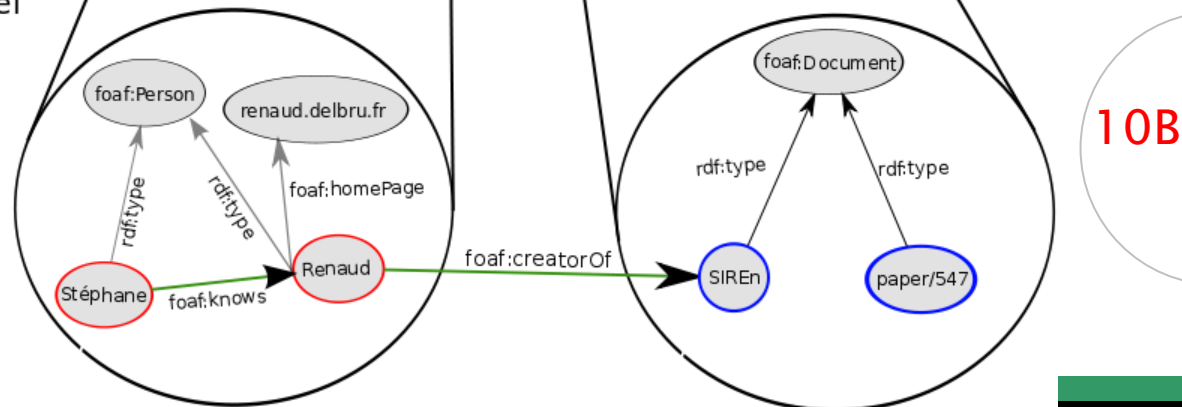 foaf:Person
renaud.delbru.fr
rdf:type
rdf:type
foaf:homePage
Stéphane
foaf:knows
Renaud
foaf:creatorOf
foaf:Document
rdf:type
rdf:type
SIREn
paper/547
10B